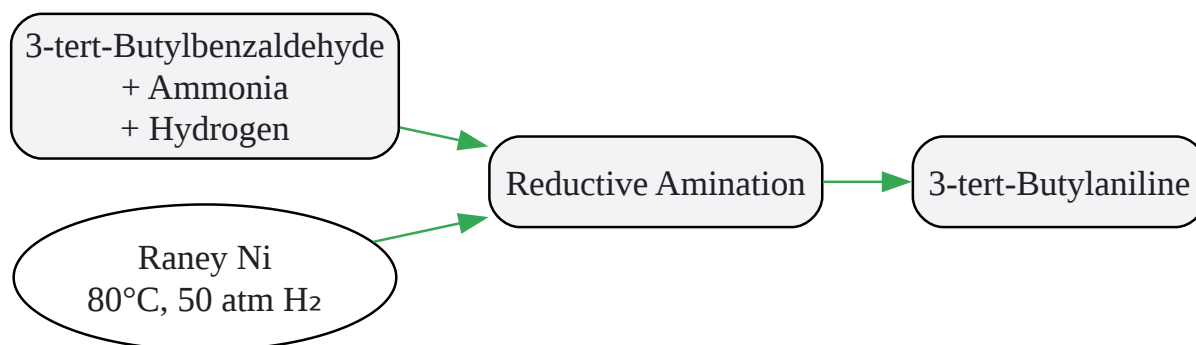 3-tert-Butylbenzaldehyde
+ Ammonia
+ Hydrogen
Raney Ni
80°C, 50 atm H₂
Reductive Amination
3-tert-Butylaniline